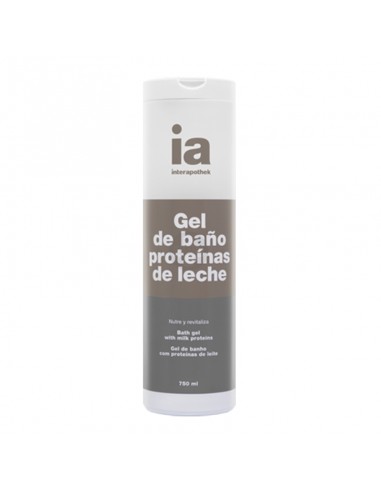 ia
interapothek
Gel
de baño
proteínas
de leche
Nutre y revitaliza
Bath gel
with milk proteins
Gel de banho
com proteínas de leite
780 ml